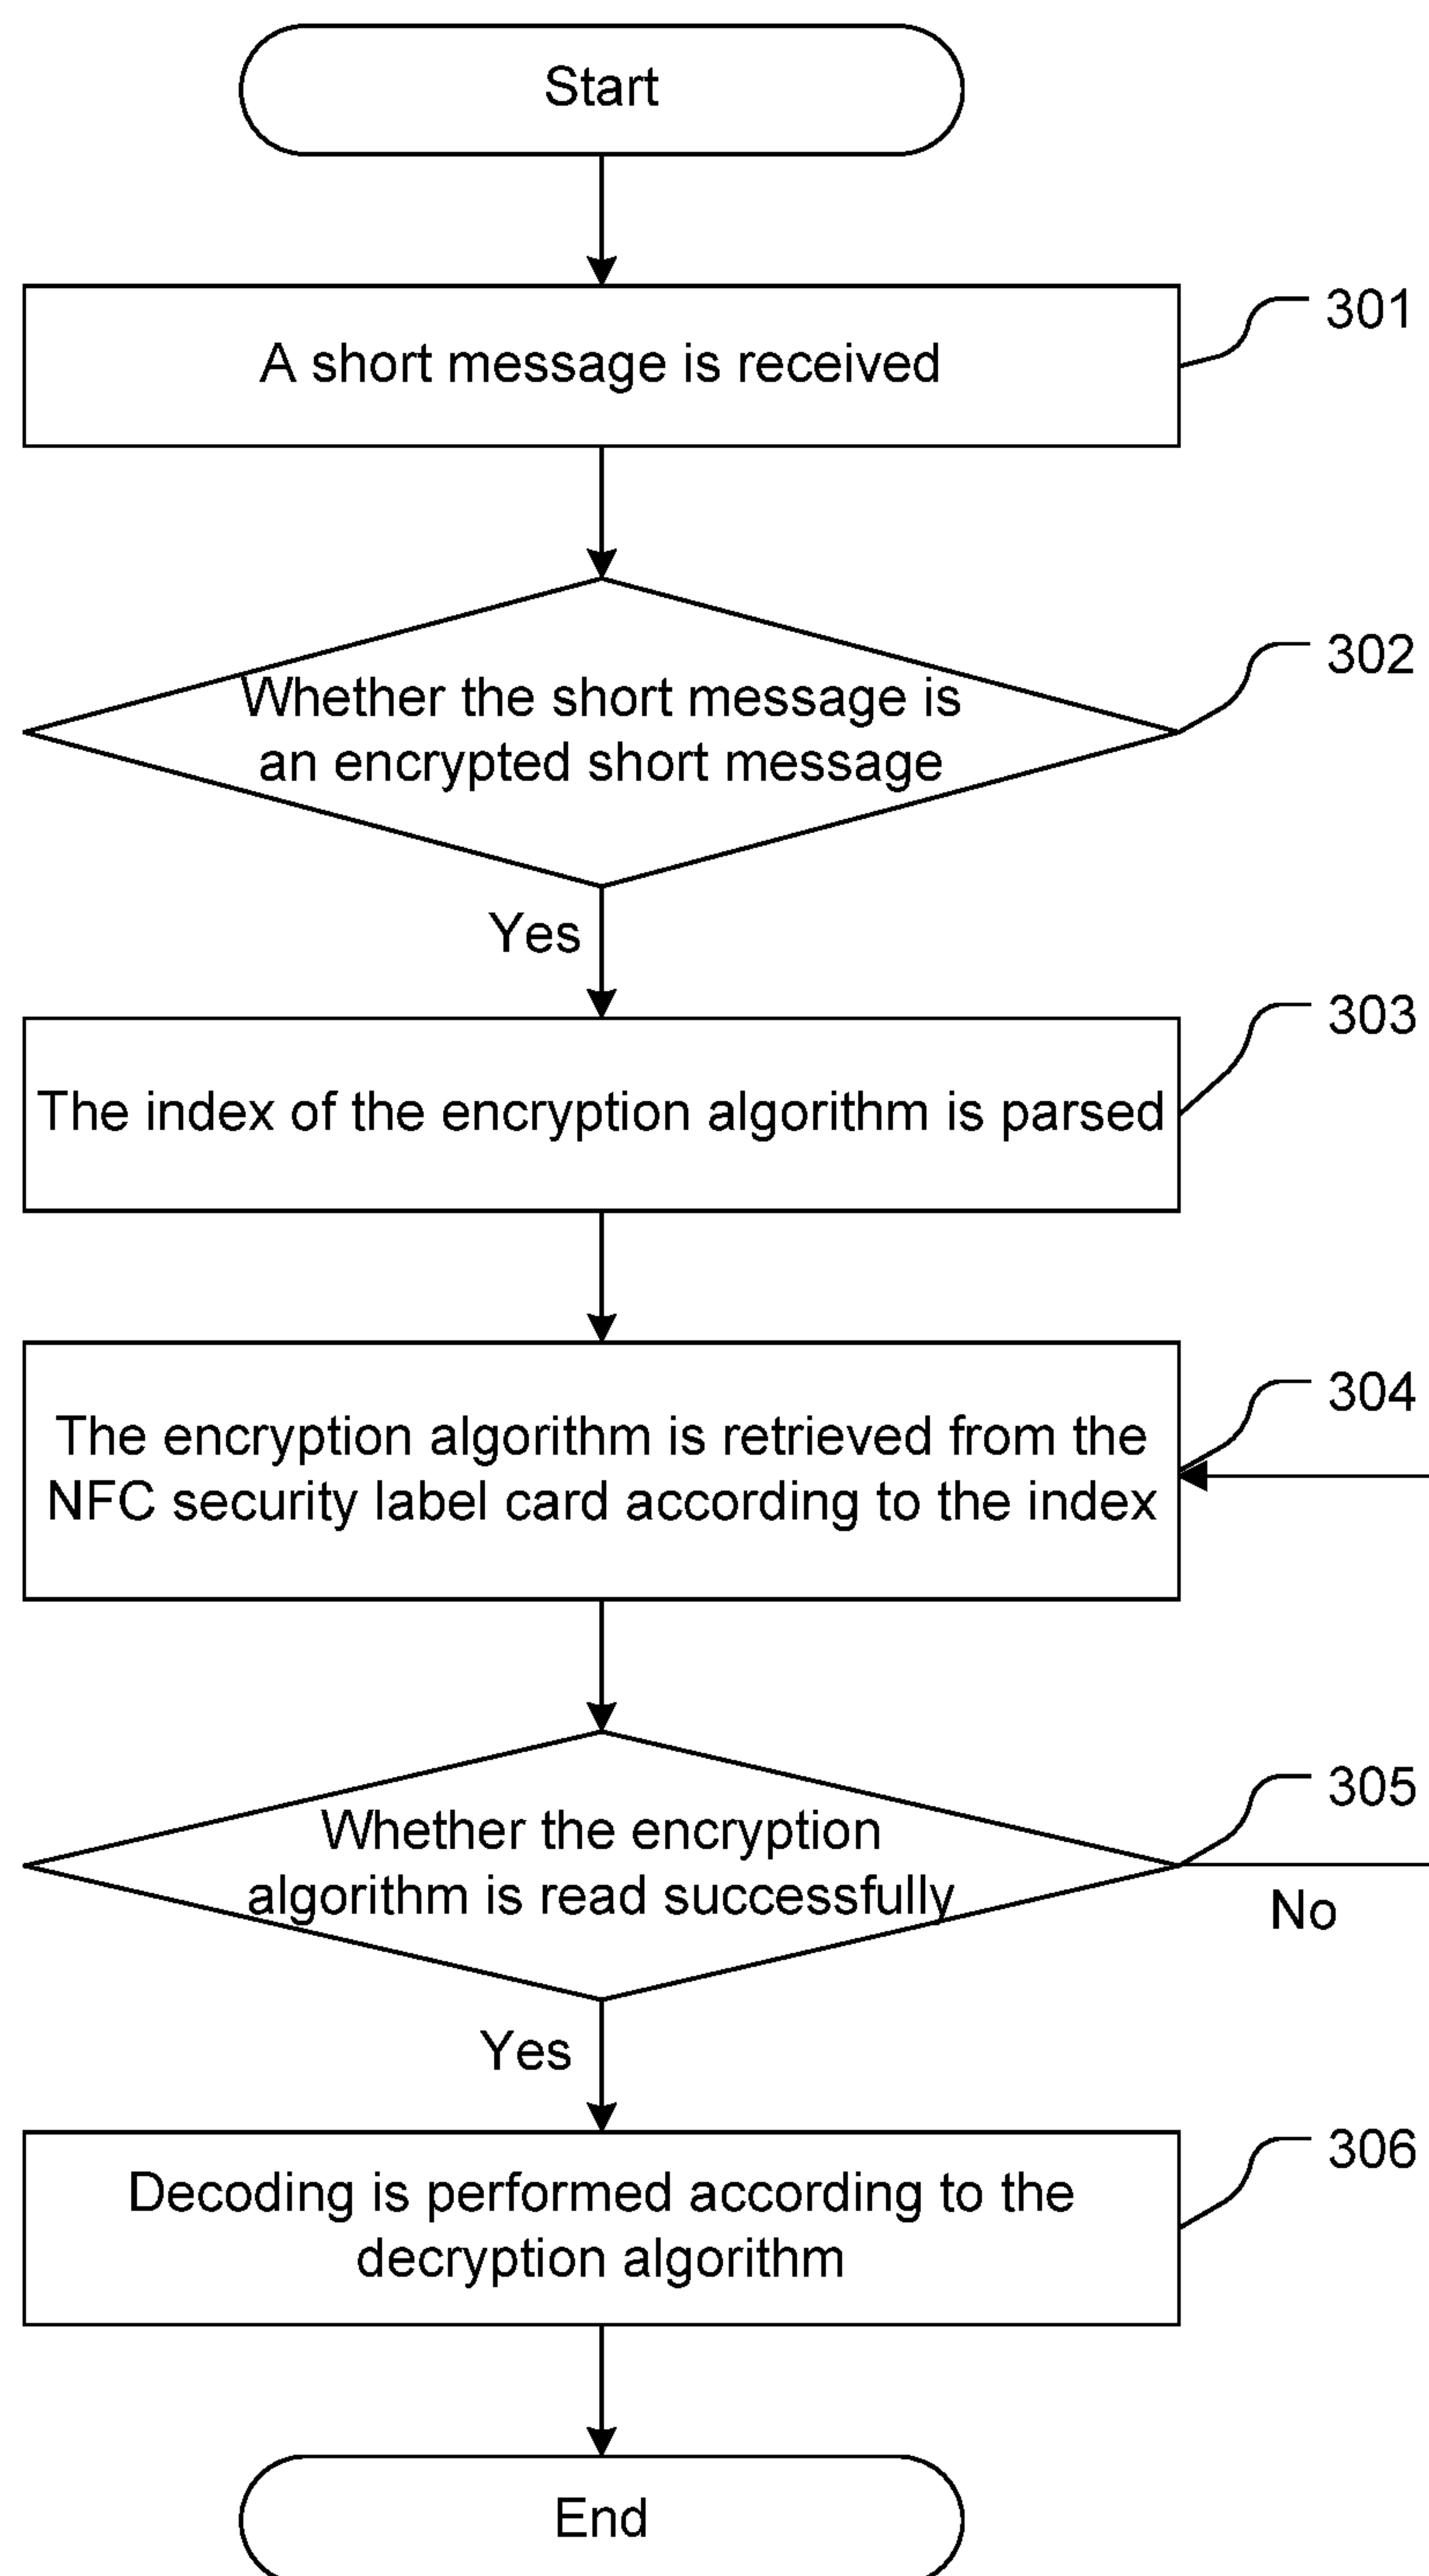 Start
A short message is received
301
Whether the short message is
an encrypted short message
302
Yes
The index of the encryption algorithm is parsed
303
The encryption algorithm is retrieved from the
NFC security label card according to the index
304
Whether the encryption
algorithm is read successfully
305
No
Yes
Decoding is performed according to the
decryption algorithm
306
End